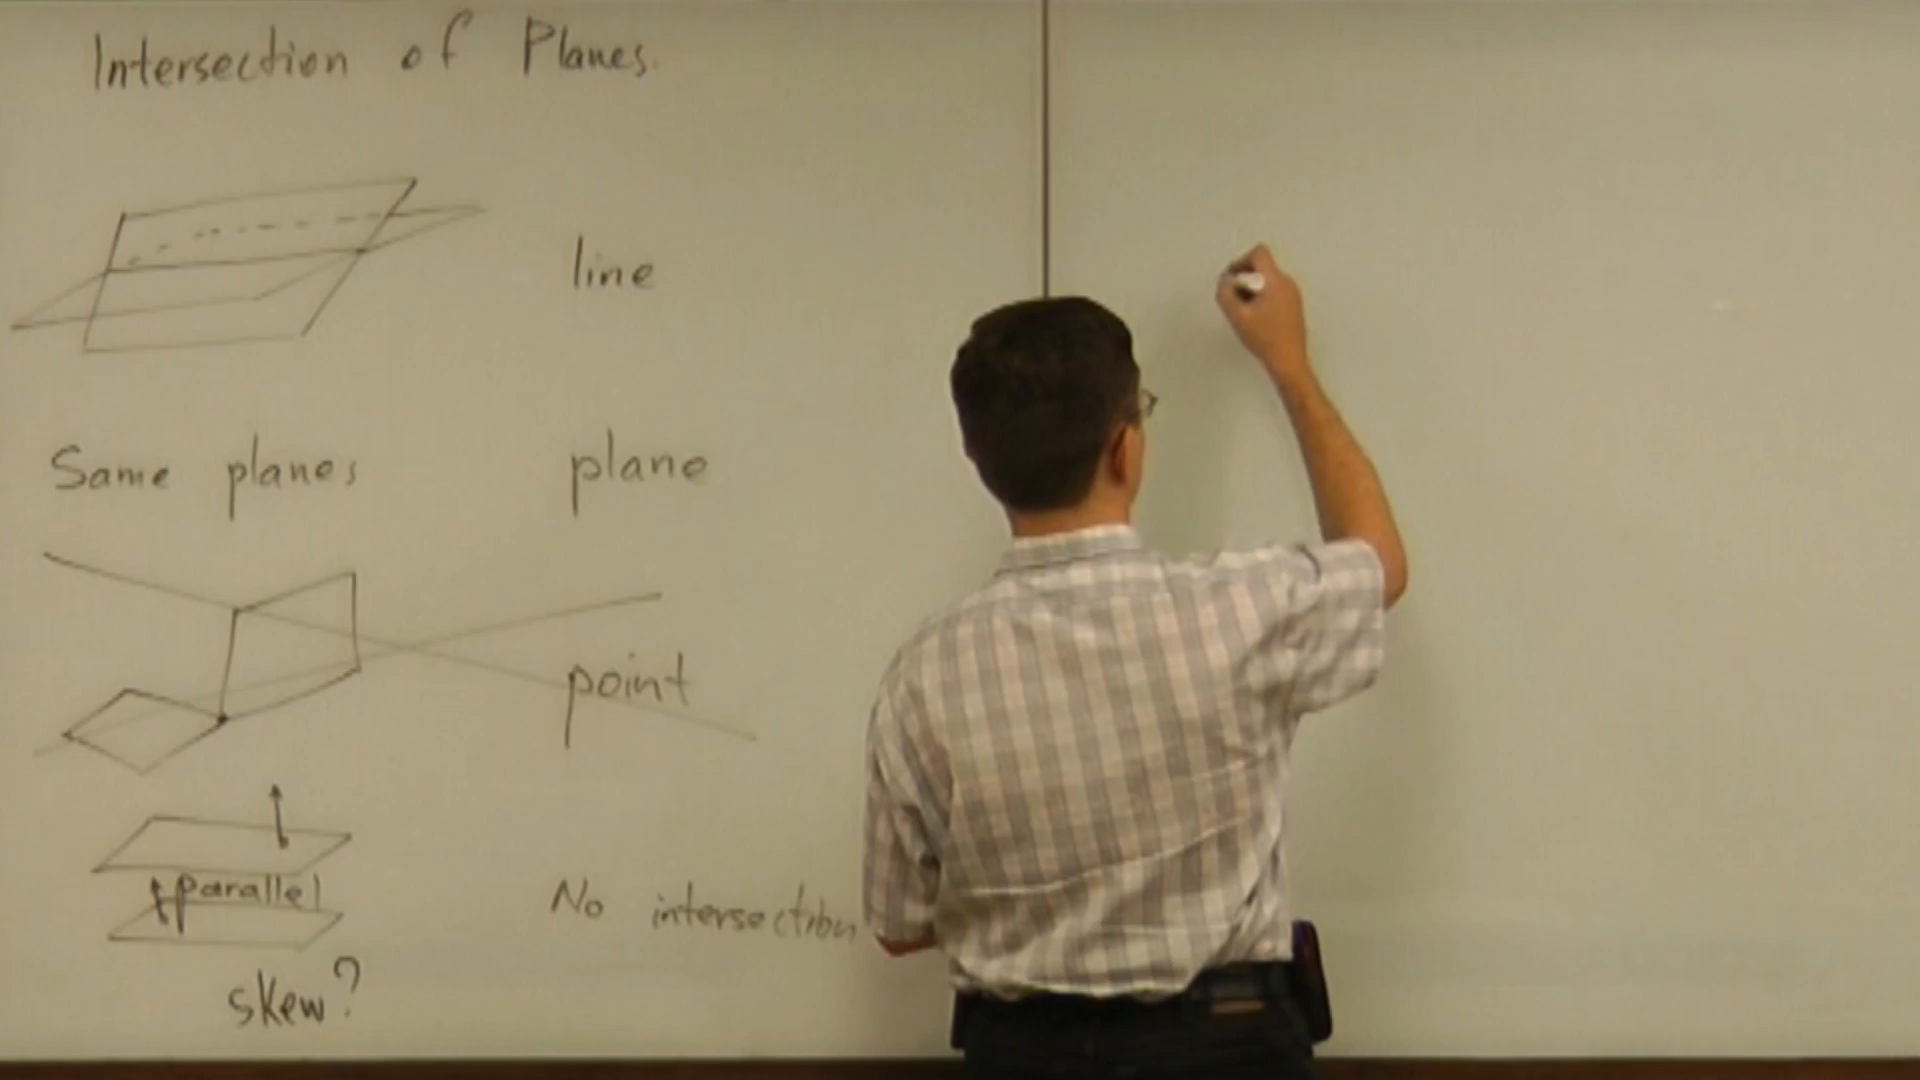 Intersection of Planes.
line
Same planes plane
point
parallel
No intersection
skew?